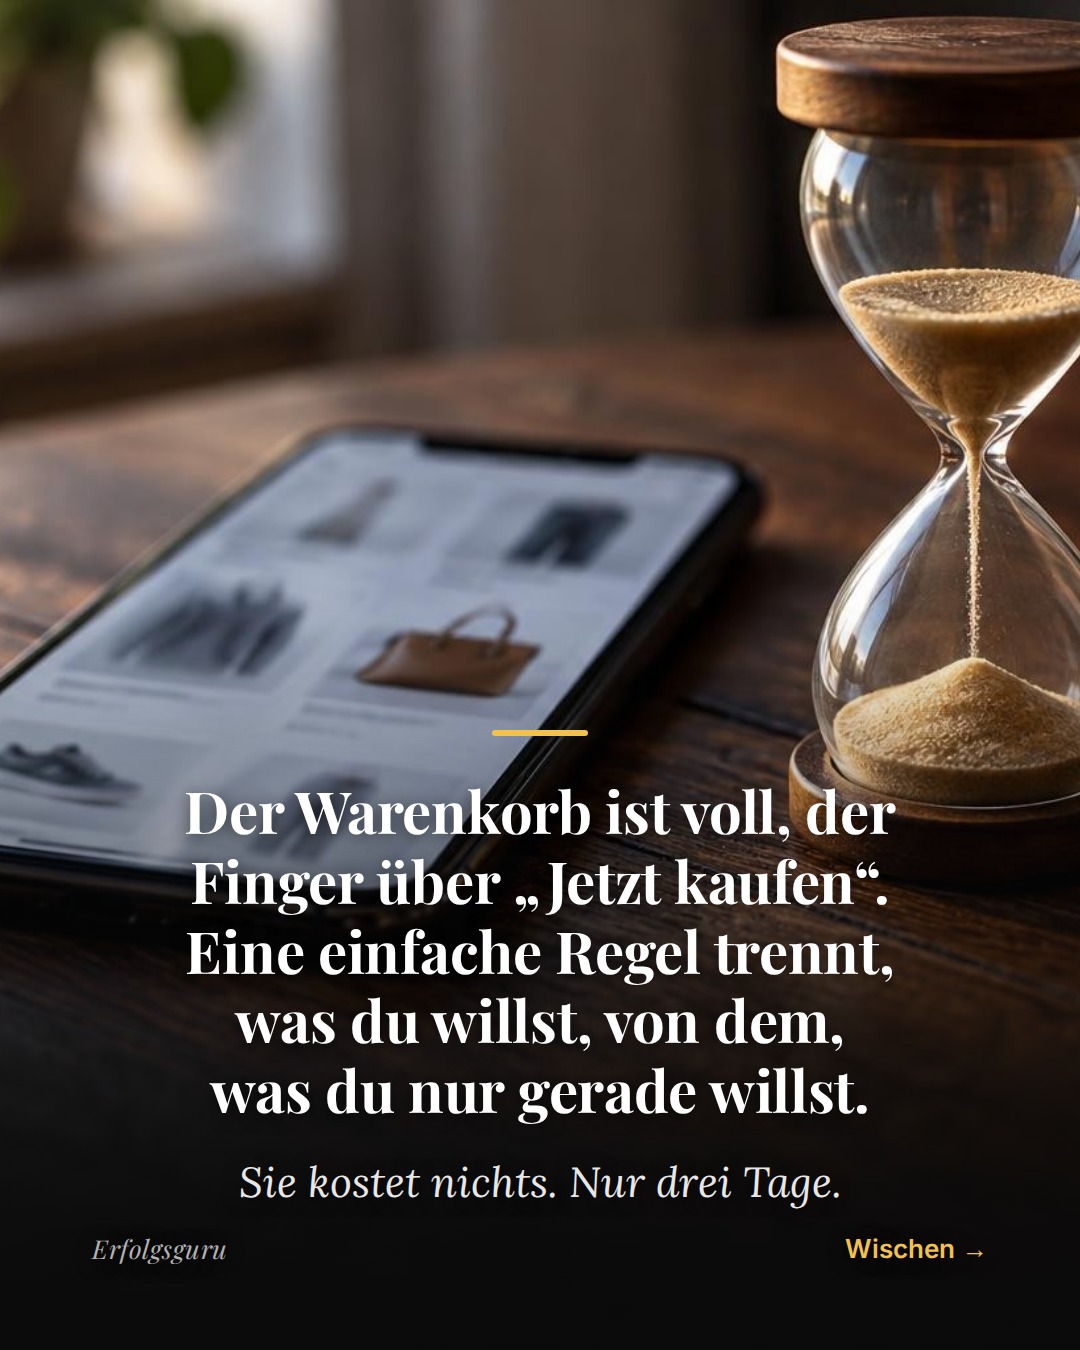 Der Warenkorb ist voll, der
Finger über „Jetzt kaufen“.
Eine einfache Regel trennt,
was du willst, von dem,
was du nur gerade willst.
Sie kostet nichts. Nur drei Tage.
Erfolgsguru
Wischen →